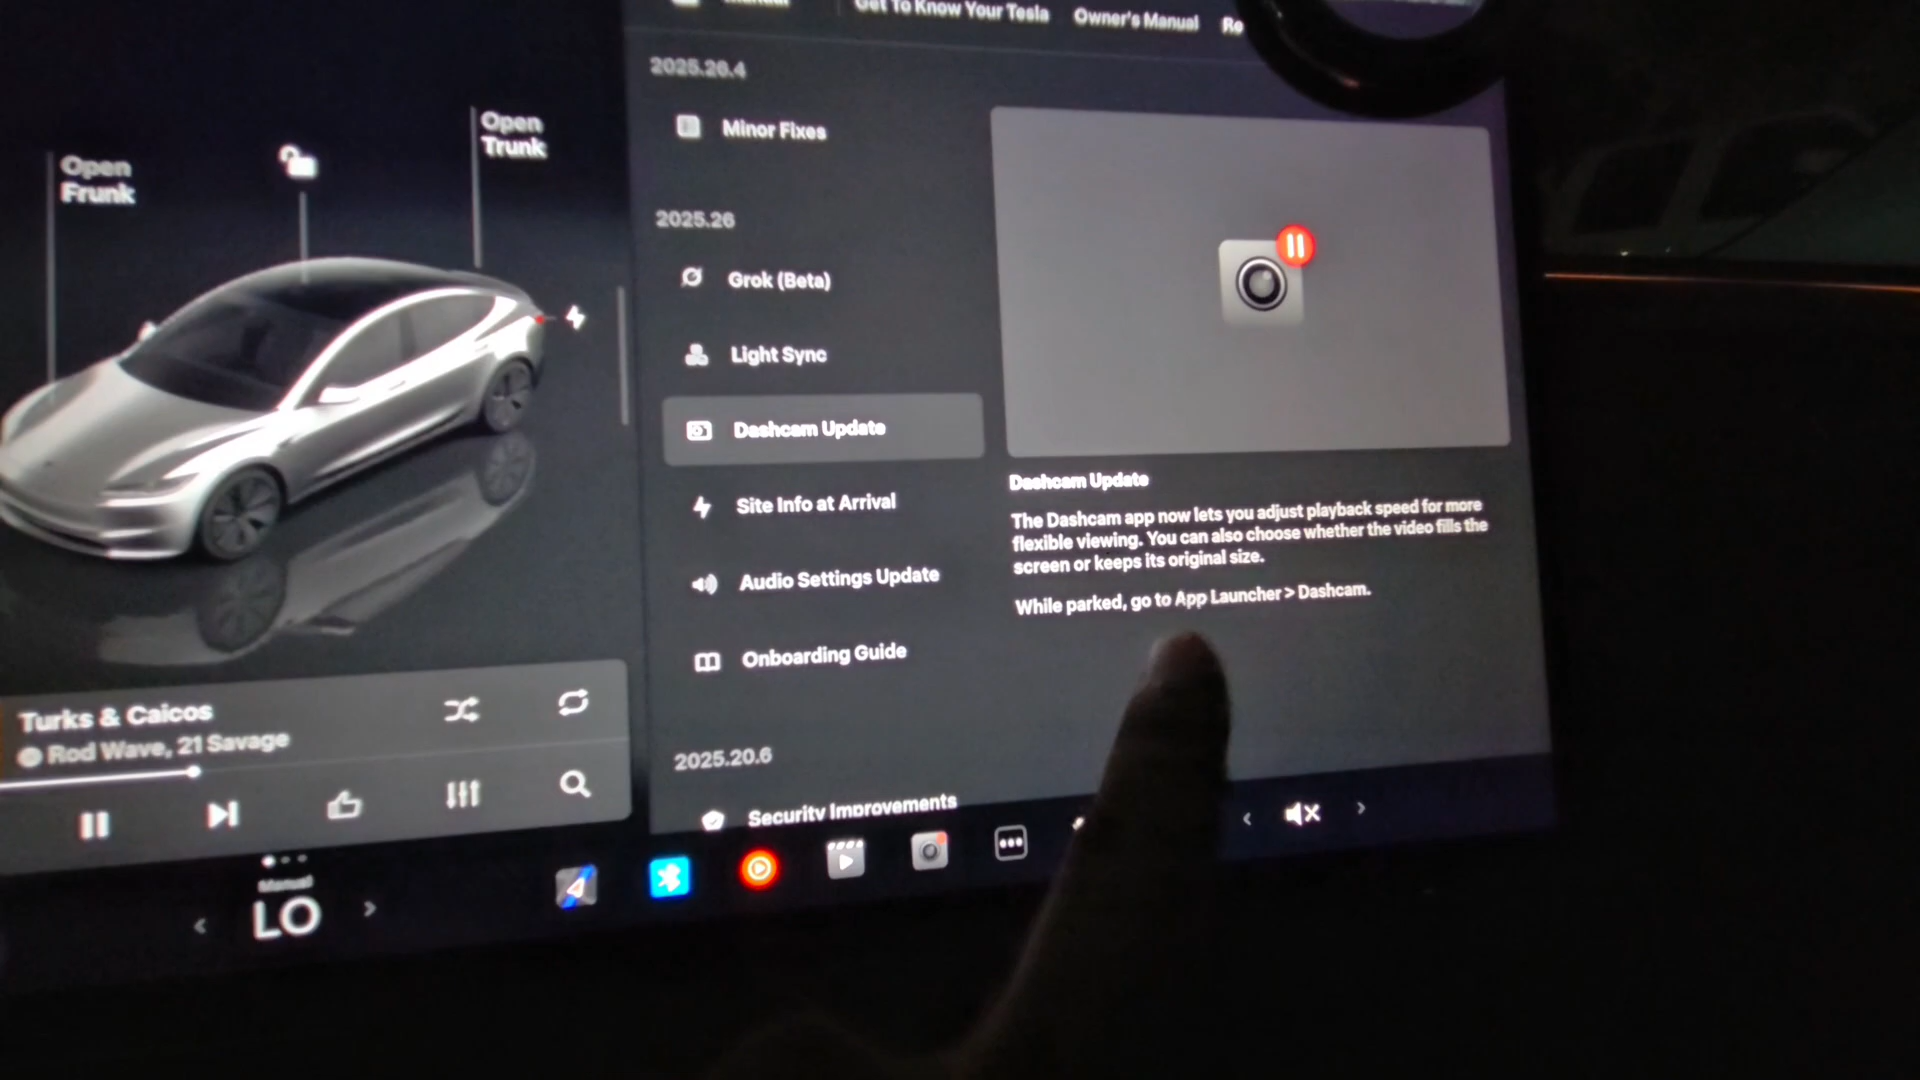 Get To Know Your Tesla
Owner's Manual
Open
Frunk
Open
Trunk
2025.26.4
Minor Fixes
2025.26
Grok (Beta)
Light Sync
Dashcam Update
Site Info at Arrival
Audio Settings Update
Onboarding Guide
2025.20.6
Security Improvements
Dashcam Update
The Dashcam app now lets you adjust playback speed for more
flexible viewing. You can also choose whether the video fills the
screen or keeps its original size.
While parked, go to App Launcher > Dashcam.
Turks & Caicos
Rod Wave, 21 Savage
Manual
LO